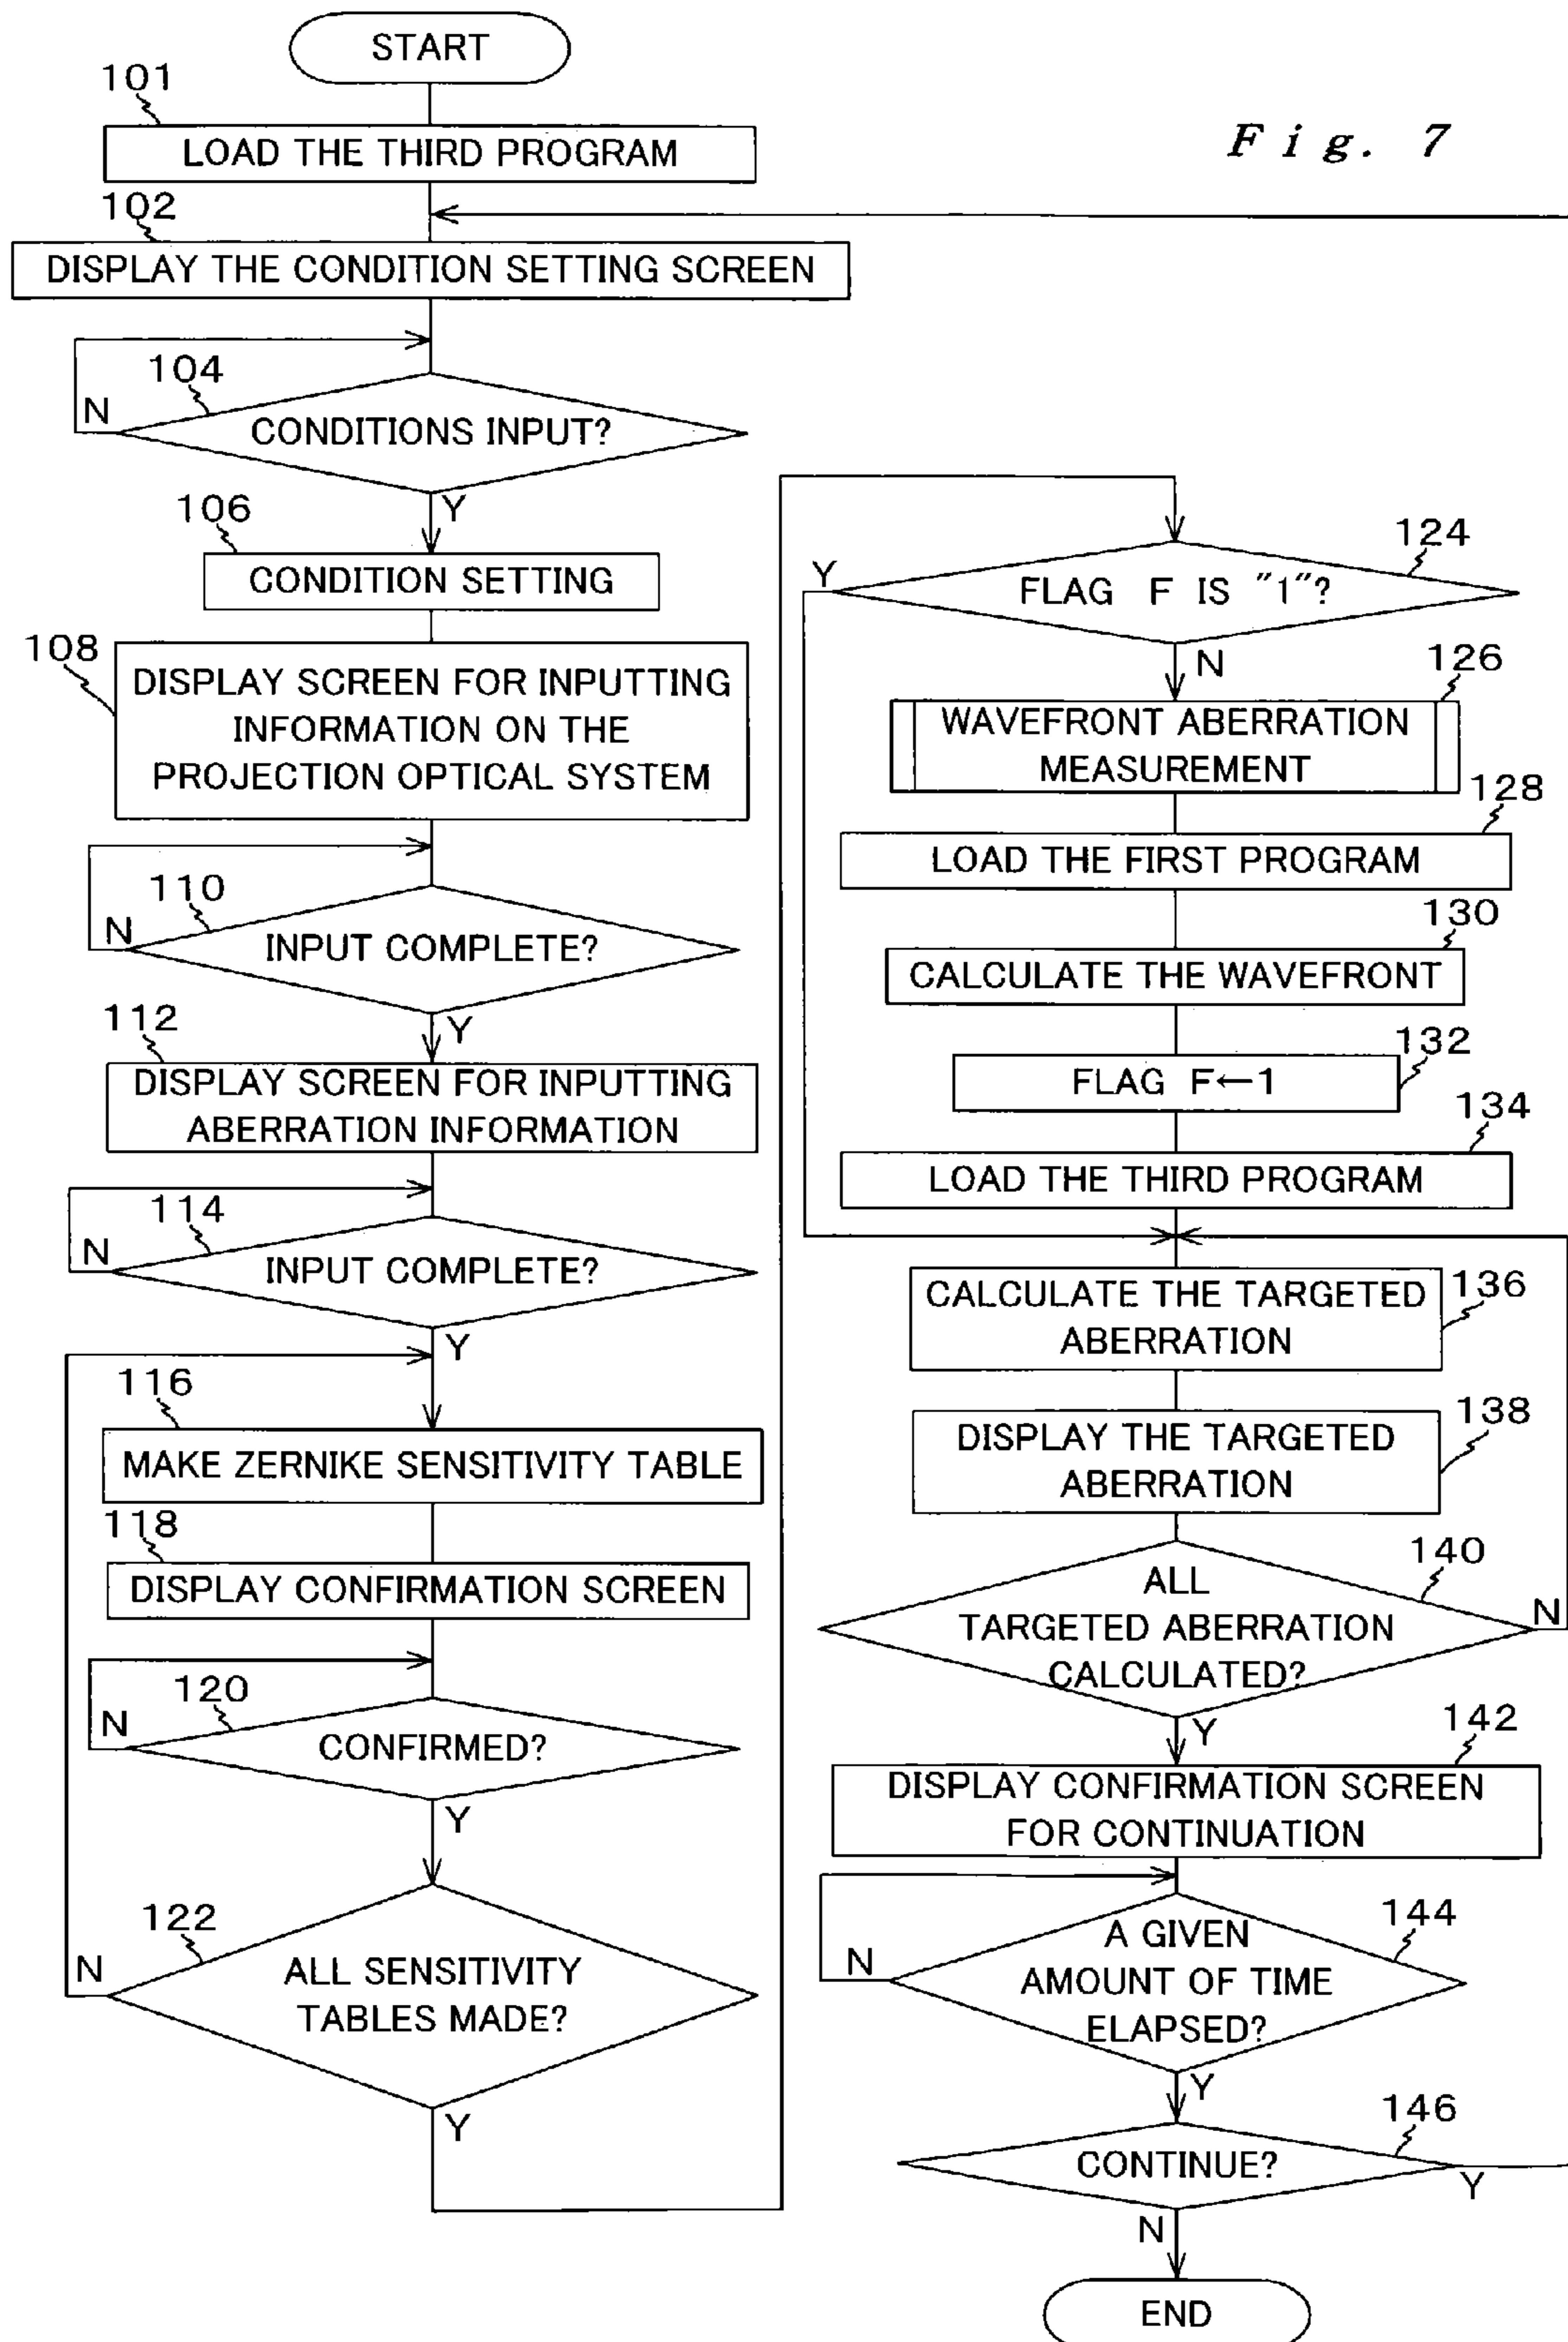 Fig. 7
START
101
LOAD THE THIRD PROGRAM
102
DISPLAY THE CONDITION SETTING SCREEN
104
N
CONDITIONS INPUT?
Y
106
CONDITION SETTING
108
DISPLAY SCREEN FOR INPUTTING
INFORMATION ON THE
PROJECTION OPTICAL SYSTEM
110
N
INPUT COMPLETE?
Y
112
DISPLAY SCREEN FOR INPUTTING
ABERRATION INFORMATION
114
N
INPUT COMPLETE?
Y
116
MAKE ZERNIKE SENSITIVITY TABLE
118
DISPLAY CONFIRMATION SCREEN
120
N
CONFIRMED?
Y
122
N
ALL SENSITIVITY
TABLES MADE?
Y
124
Y
FLAG F IS "1"?
N
126
WAVEFRONT ABERRATION
MEASUREMENT
128
LOAD THE FIRST PROGRAM
130
CALCULATE THE WAVEFRONT
132
FLAG F←1
134
LOAD THE THIRD PROGRAM
136
CALCULATE THE TARGETED
ABERRATION
138
DISPLAY THE TARGETED
ABERRATION
140
ALL
TARGETED ABERRATION
CALCULATED?
N
Y
142
DISPLAY CONFIRMATION SCREEN
FOR CONTINUATION
144
N
A GIVEN
AMOUNT OF TIME
ELAPSED?
Y
146
CONTINUE?
Y
N
END